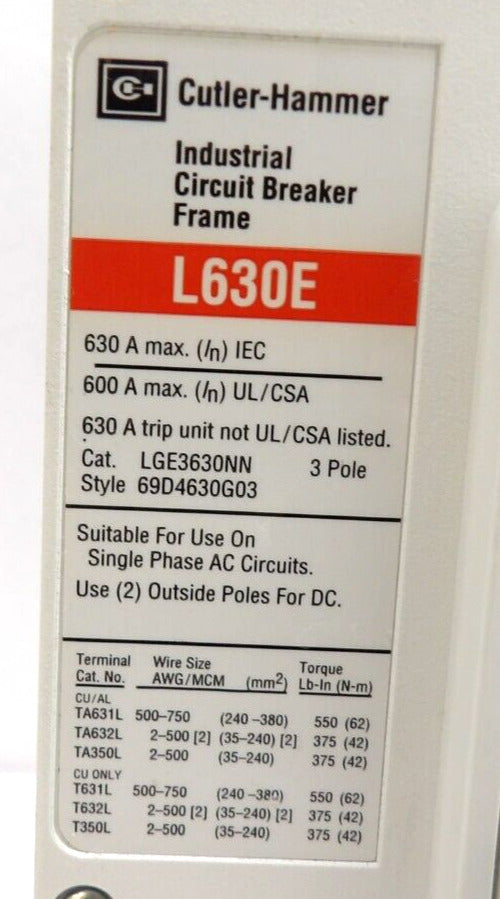 Cutler-Hammer
Industrial
Circuit Breaker
Frame
L630E
630 A max. (In) IEC
600 A max. (In) UL/CSA
630 A trip unit not UL/CSA listed.
Cat. LGE3630NN 3 Pole
Style 69D4630G03
Suitable For Use On
Single Phase AC Circuits.
Use (2) Outside Poles For DC.
Terminal Wire Size Torque
Cat. No. AWG/MCM (mm²) Lb-In (N-m)
CU/AL
TA631L 500–750 (240–380) 550 (62)
TA632L 2–500 [2] (35–240) [2] 375 (42)
TA350L 2–500 (35–240) 375 (42)
CU ONLY
T631L 500–750 (240–380) 550 (62)
T632L 2–500 [2] (35–240) [2] 375 (42)
T350L 2–500 (35–240) 375 (42)